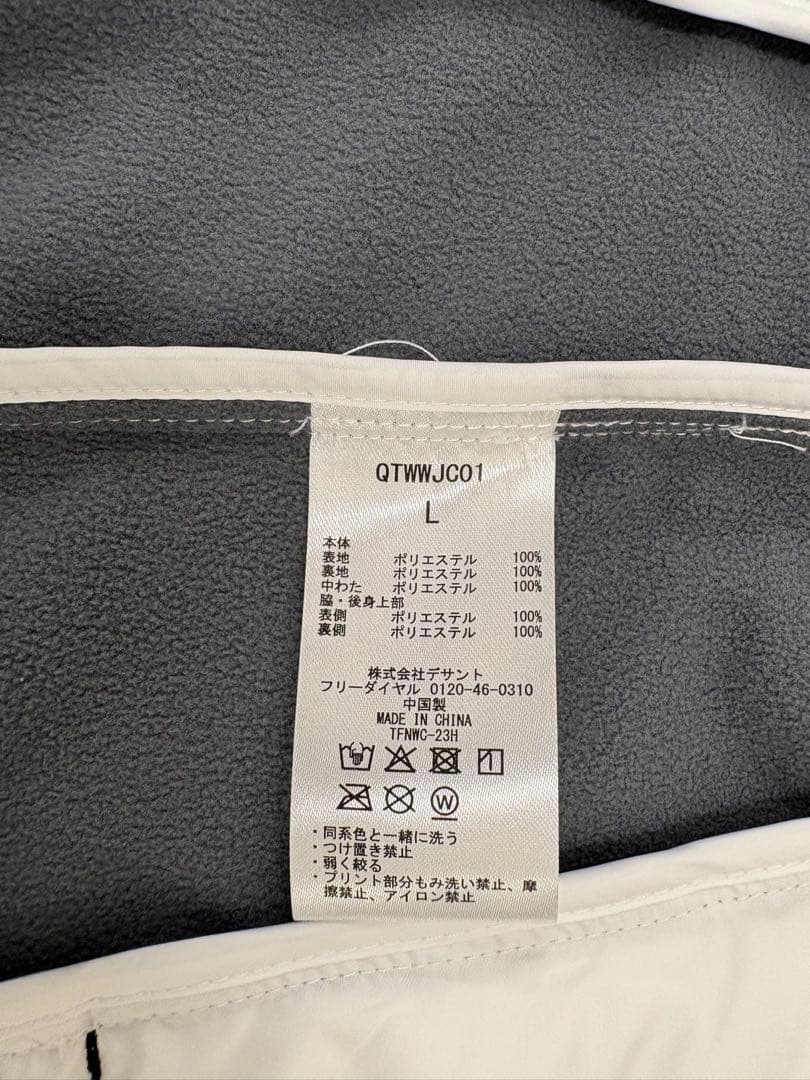 QTWWJC01
L
本体
表地 ポリエステル 100%
裏地 ポリエステル 100%
中わた ポリエステル 100%
脇・後身上部
表側 ポリエステル 100%
裏側 ポリエステル 100%
株式会社デサント
フリーダイヤル 0120-46-0310
中国製
MADE IN CHINA
TFNWC-23H
W
・同系色と一緒に洗う
・つけ置き禁止
・弱く絞る
・プリント部分もみ洗い禁止、摩
擦禁止、アイロン禁止